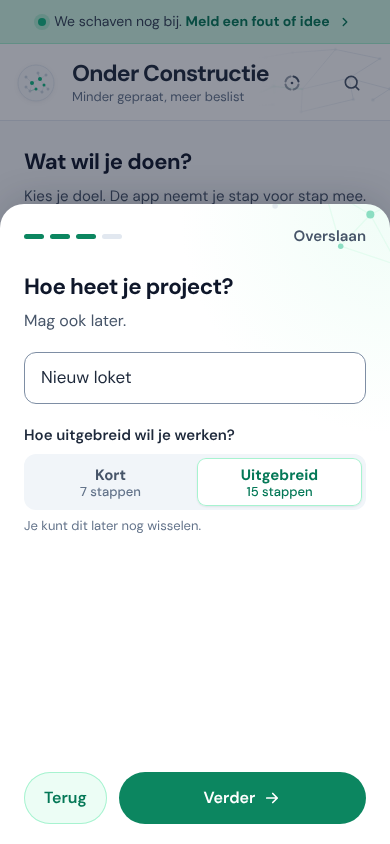 We schaven nog bij. Meld een fout of idee
Onder Constructie
Minder gepraat, meer beslist
Wat wil je doen?
Kies je doel. De app neemt je stap voor stap mee.
Overslaan
Hoe heet je project?
Mag ook later.
Nieuw loket
Hoe uitgebreid wil je werken?
Kort
7 stappen
Uitgebreid
15 stappen
Je kunt dit later nog wisselen.
Terug
Verder